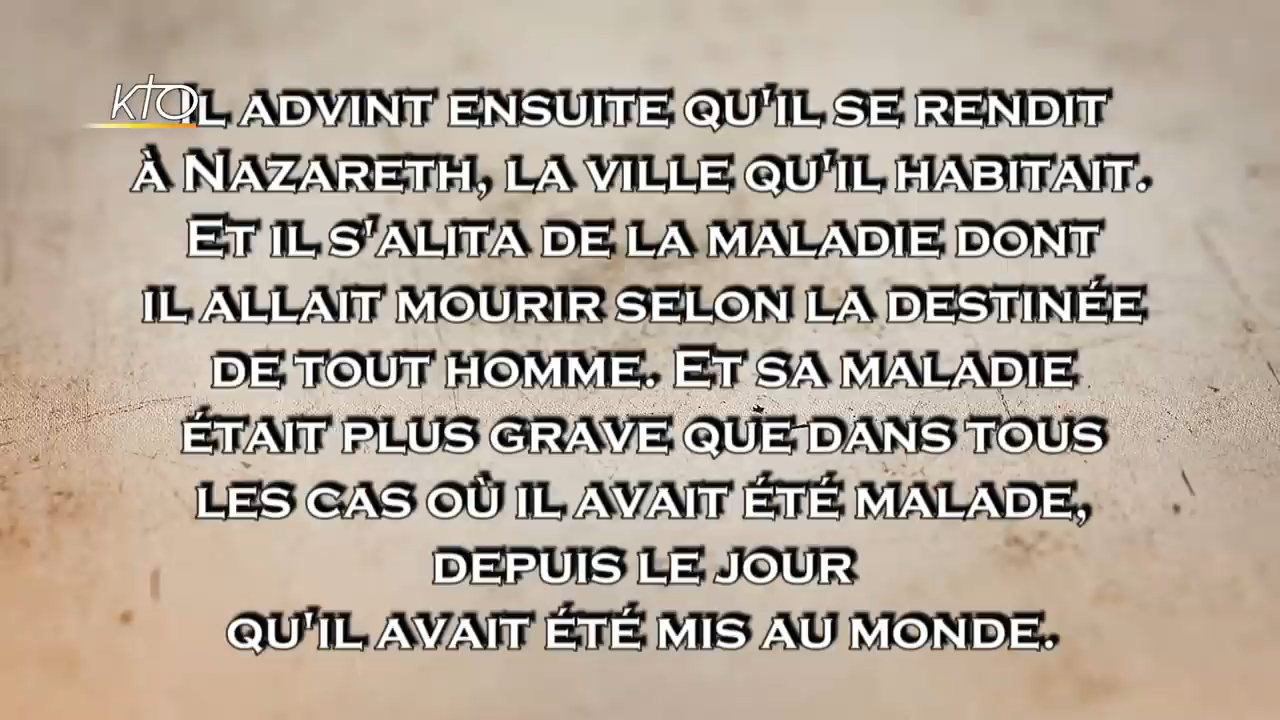 KTO
IL ADVINT ENSUITE QU'IL SE RENDIT
À NAZARETH, LA VILLE QU'IL HABITAIT.
ET IL S'ALITA DE LA MALADIE DONT
IL ALLAIT MOURIR SELON LA DESTINÉE
DE TOUT HOMME. ET SA MALADIE
ÉTAIT PLUS GRAVE QUE DANS TOUS
LES CAS OÙ IL AVAIT ÉTÉ MALADE,
DEPUIS LE JOUR
QU'IL AVAIT ÉTÉ MIS AU MONDE.